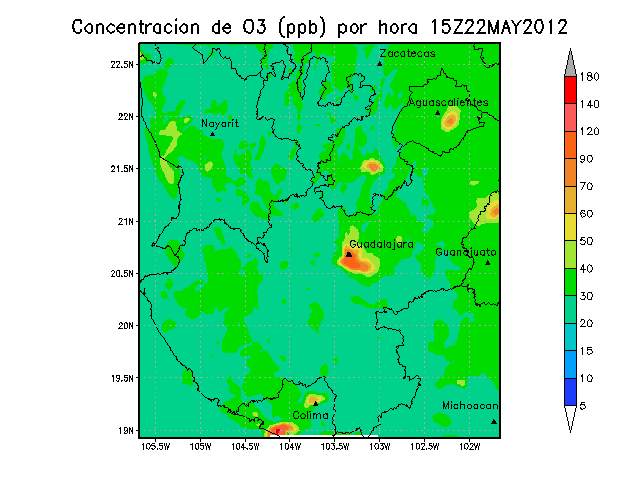 Concentracion de O3 (ppb) por hora 15Z22MAY2012
Zacatecas
22.5N
180
140
Aguascalientes
22N
Nayarit
120
90
21.5N
70
60
21N
50
Guadalajara
Guanajuato
40
20.5N
30
20N
20
15
19.5N
10
Michoacan
5
Colima
19N
105.5W 105W 104.5W 104W 103.5W 103W 102.5W 102W